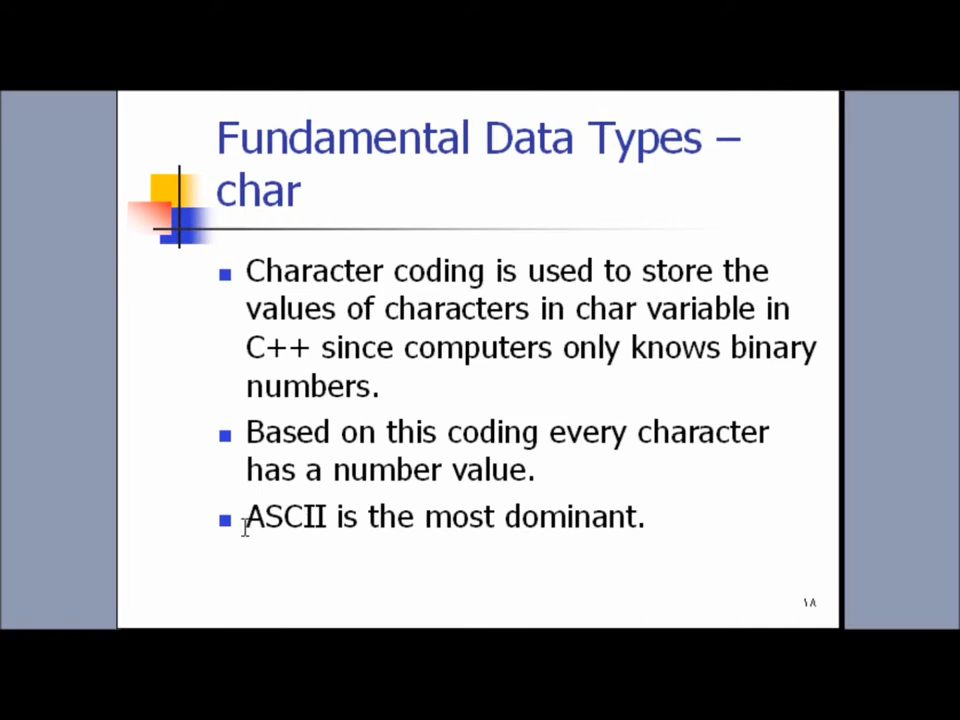 Fundamental Data Types –
char
Character coding is used to store the
values of characters in char variable in
C++ since computers only knows binary
numbers.
Based on this coding every character
has a number value.
ASCII is the most dominant.
١٨